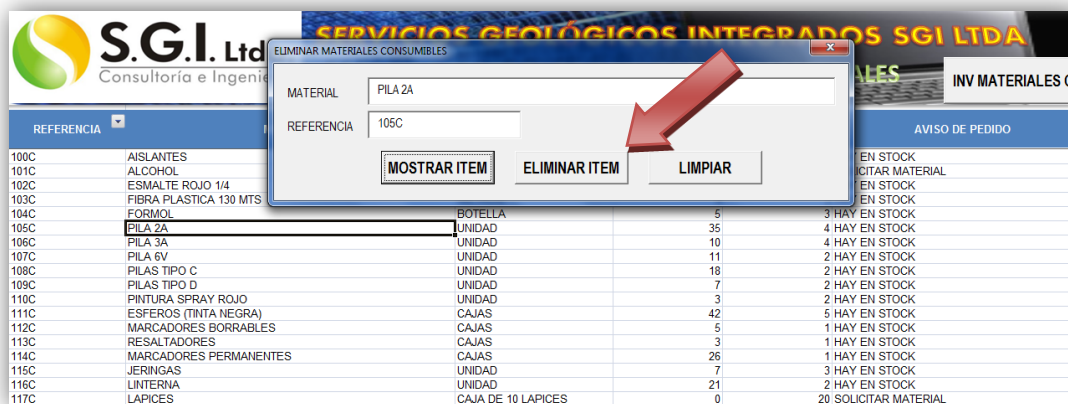 S.G.I. Ltd
Consultoría e Ingenie
SERVICIOS GEOLÓGICOS INTEGRADOS SGI LTDA
ALES
INV MATERIALES
ELIMINAR MATERIALES CONSUMIBLES
MATERIAL PILA 2A
REFERENCIA 105C
MOSTRAR ITEM ELIMINAR ITEM LIMPIAR
REFERENCIA AVISO DE PEDIDO
100C AISLANTES EN STOCK
101C ALCOHOL ICITAR MATERIAL
102C ESMALTE ROJO 1/4 EN STOCK
103C FIBRA PLASTICA 130 MTS EN STOCK
104C FORMOL BOTELLA 5 3 HAY EN STOCK
105C PILA 2A UNIDAD 35 4 HAY EN STOCK
106C PILA 3A UNIDAD 10 4 HAY EN STOCK
107C PILA 6V UNIDAD 11 2 HAY EN STOCK
108C PILAS TIPO C UNIDAD 18 2 HAY EN STOCK
109C PILAS TIPO D UNIDAD 7 2 HAY EN STOCK
110C PINTURA SPRAY ROJO UNIDAD 3 2 HAY EN STOCK
111C ESFEROS (TINTA NEGRA) CAJAS 42 5 HAY EN STOCK
112C MARCADORES BORRABLES CAJAS 5 1 HAY EN STOCK
113C RESALTADORES CAJAS 3 1 HAY EN STOCK
114C MARCADORES PERMANENTES CAJAS 26 1 HAY EN STOCK
115C JERINGAS UNIDAD 7 3 HAY EN STOCK
116C LINTERNA UNIDAD 21 2 HAY EN STOCK
117C LAPICES CAJA DE 10 LAPICES 0 20 SOLICITAR MATERIAL